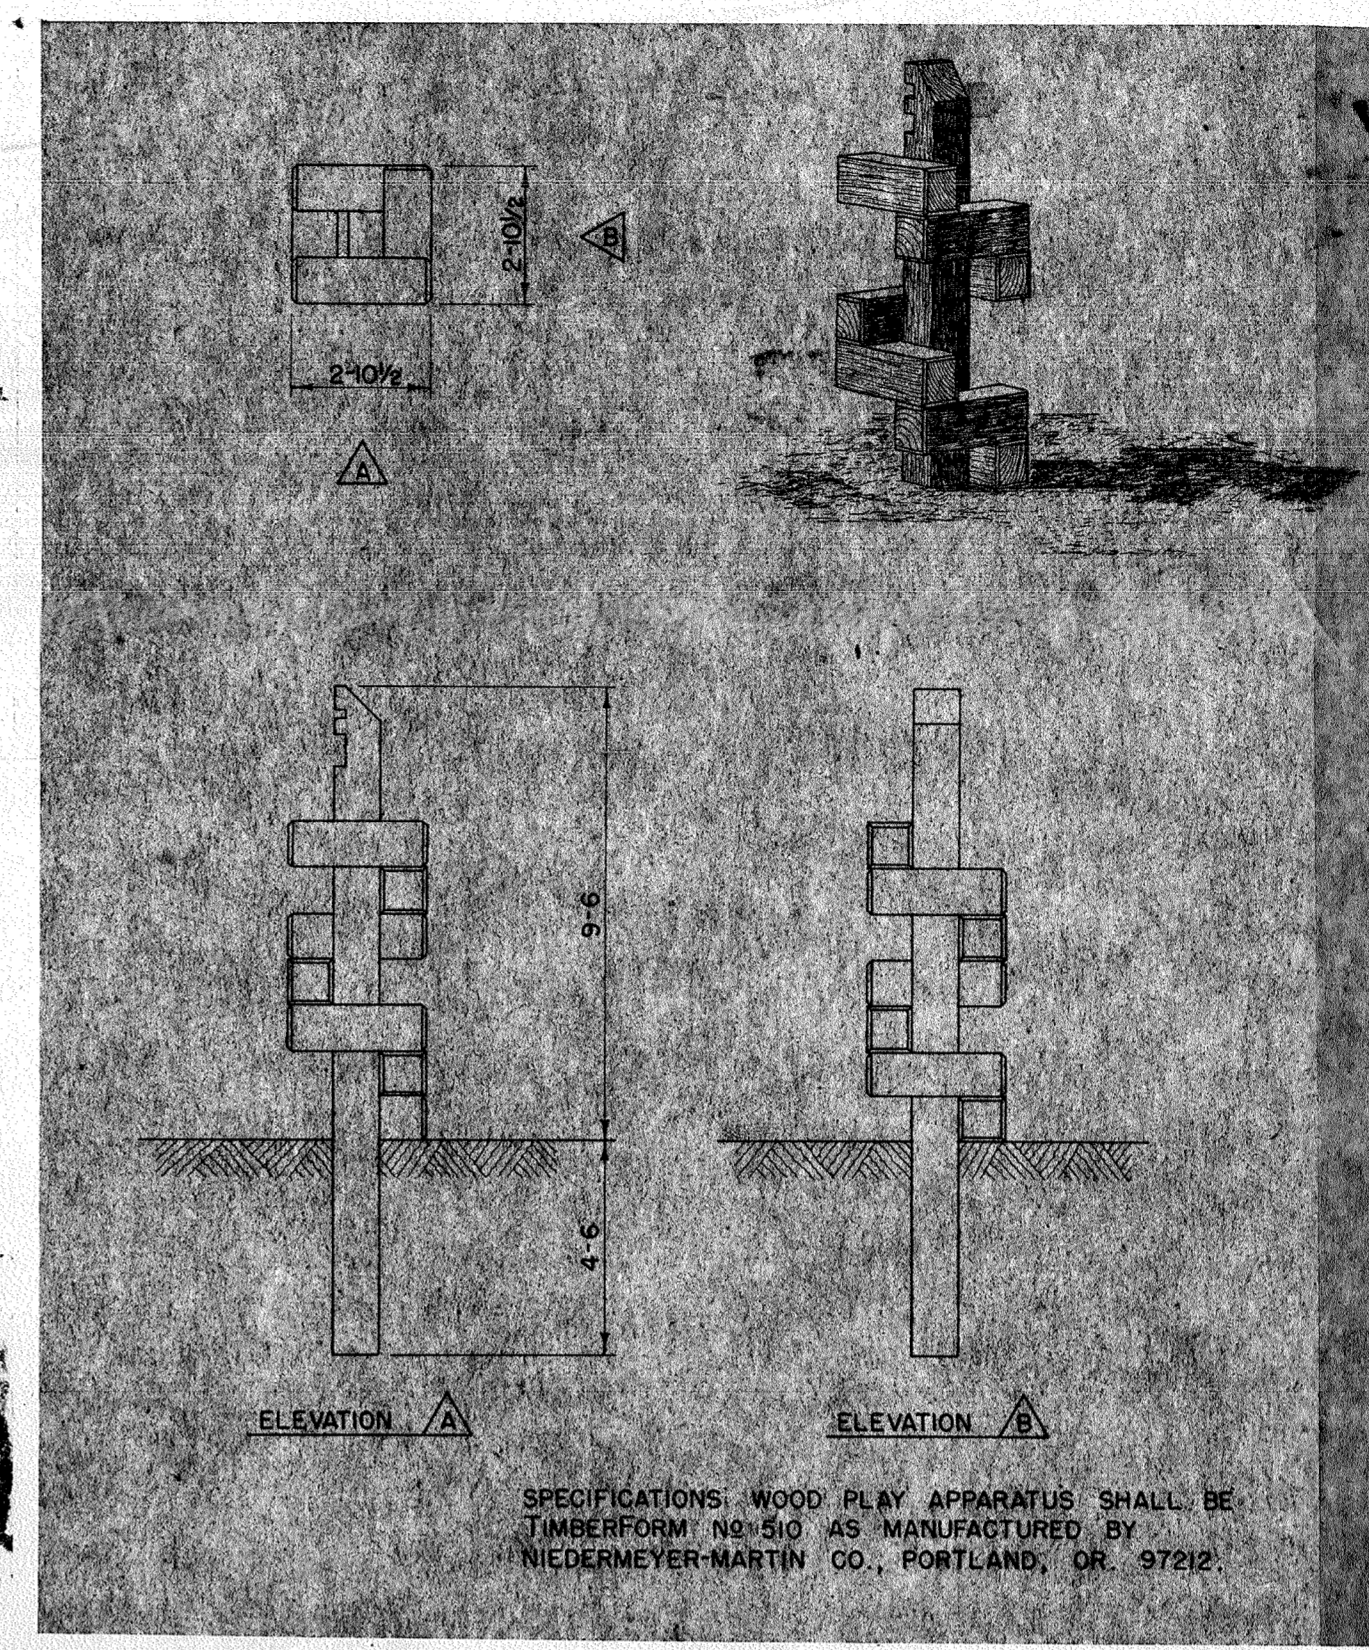 2-10½
B
2-10½
A
9-6
4-6
ELEVATION A
ELEVATION B
SPECIFICATIONS: WOOD PLAY APPARATUS SHALL BE
TIMBERFORM Nº 510 AS MANUFACTURED BY
NIEDERMEYER-MARTIN CO., PORTLAND, OR. 97212.